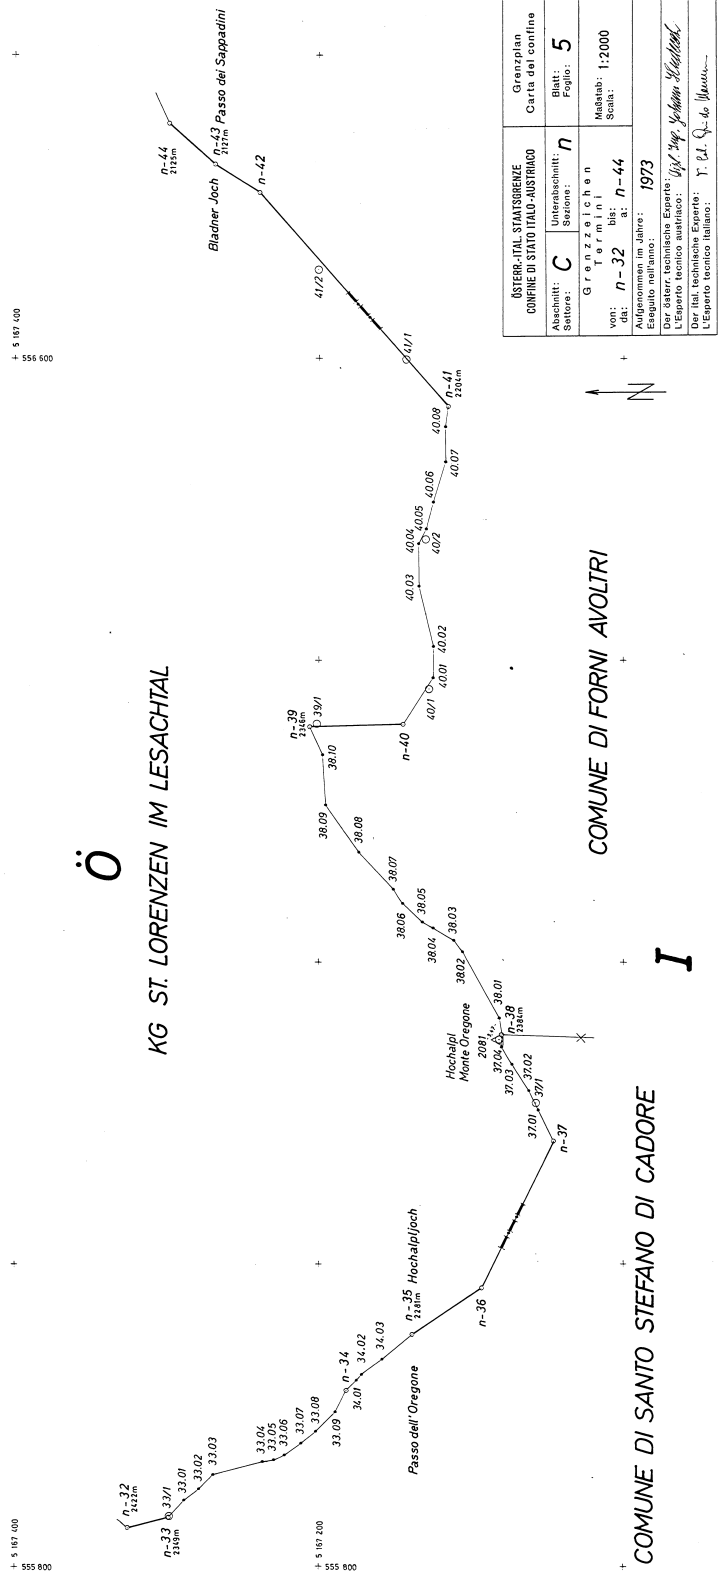 5 167 400
556 600
n-44
2125m
n-43 Passo dei Sappadini
2127m
Bladner Joch
n-42
41/2
41/1
n-41
2204m
40.08
40.07
40.06
40.05
40.04
40/2
40.03
40.02
40.01
40/1
n-40
n-39
2346m
39/1
38.10
38.09
38.08
38.07
38.06
38.05
38.04
38.03
38.02
38.01
n-38
2384m
Hochalpl
Monte Oregone
2081
37.04
37.03
37.02
37/1
37.01
n-37
n-36
n-35 Hochalpljoch
2281m
Passo dell'Oregone
34.03
34.02
n-34
34.01
33.09
33.08
33.07
33.06
33.05
33.04
33.03
33.02
33.01
33/1
n-33
2349m
n-32
2422m
5 167 400
555 800
5 167 200
555 800
Ö
KG ST. LORENZEN IM LESACHTAL
I
COMUNE DI SANTO STEFANO DI CADORE
COMUNE DI FORNI AVOLTRI
N
ÖSTERR.-ITAL. STAATSGRENZE
CONFINE DI STATO ITALO-AUSTRIACO
Grenzplan
Carta del confine
Abschnitt: C
Settore:
Unterabschnitt: n
Sezione:
Blatt: 5
Foglio:
Grenzzeichen
Termini
von: n-32 bis: n-44
da: a:
Maßstab: 1:2000
Scala:
Aufgenommen im Jahre: 1973
Eseguito nell'anno:
Der österr. technische Experte:
L'Esperto tecnico austriaco:
Der ital. technische Experte:
L'Esperto tecnico italiano: